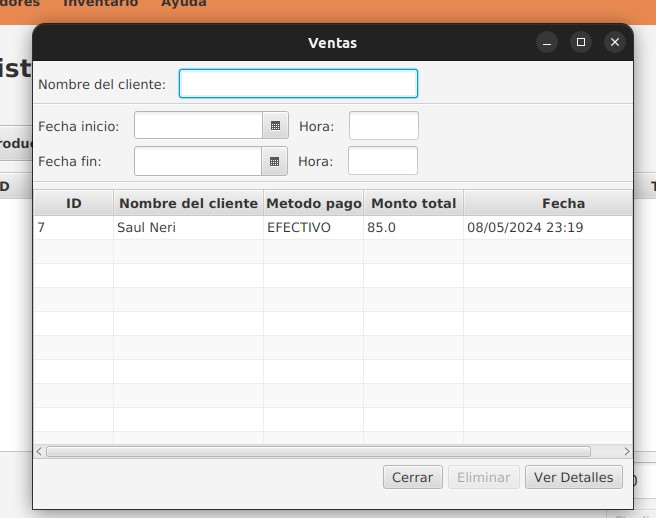 dores Inventario Ayuda
Ventas
ist
Nombre del cliente:
Fecha inicio: Hora:
roduc
Fecha fin: Hora:
D
ID Nombre del cliente Metodo pago Monto total Fecha
7 Saul Neri EFECTIVO 85.0 08/05/2024 23:19
Cerrar Eliminar Ver Detalles